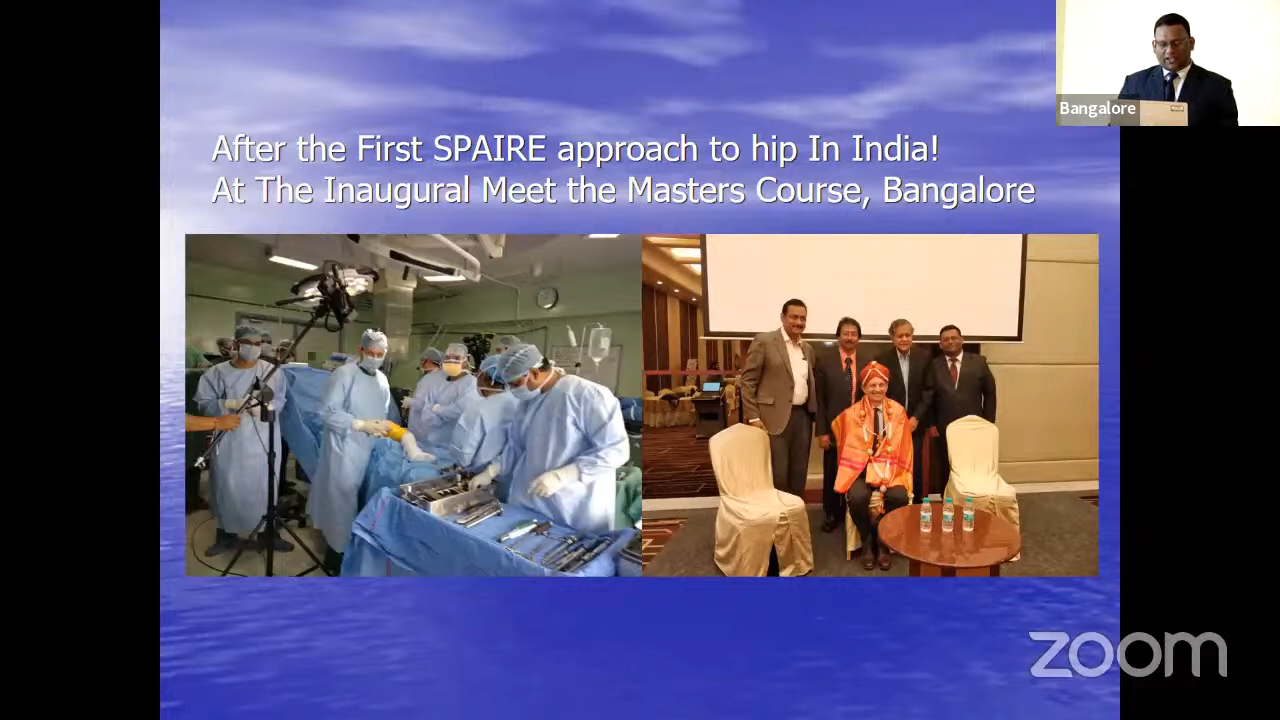 Bangalore
After the First SPAIRE approach to hip In India!
At The Inaugural Meet the Masters Course, Bangalore
zoom